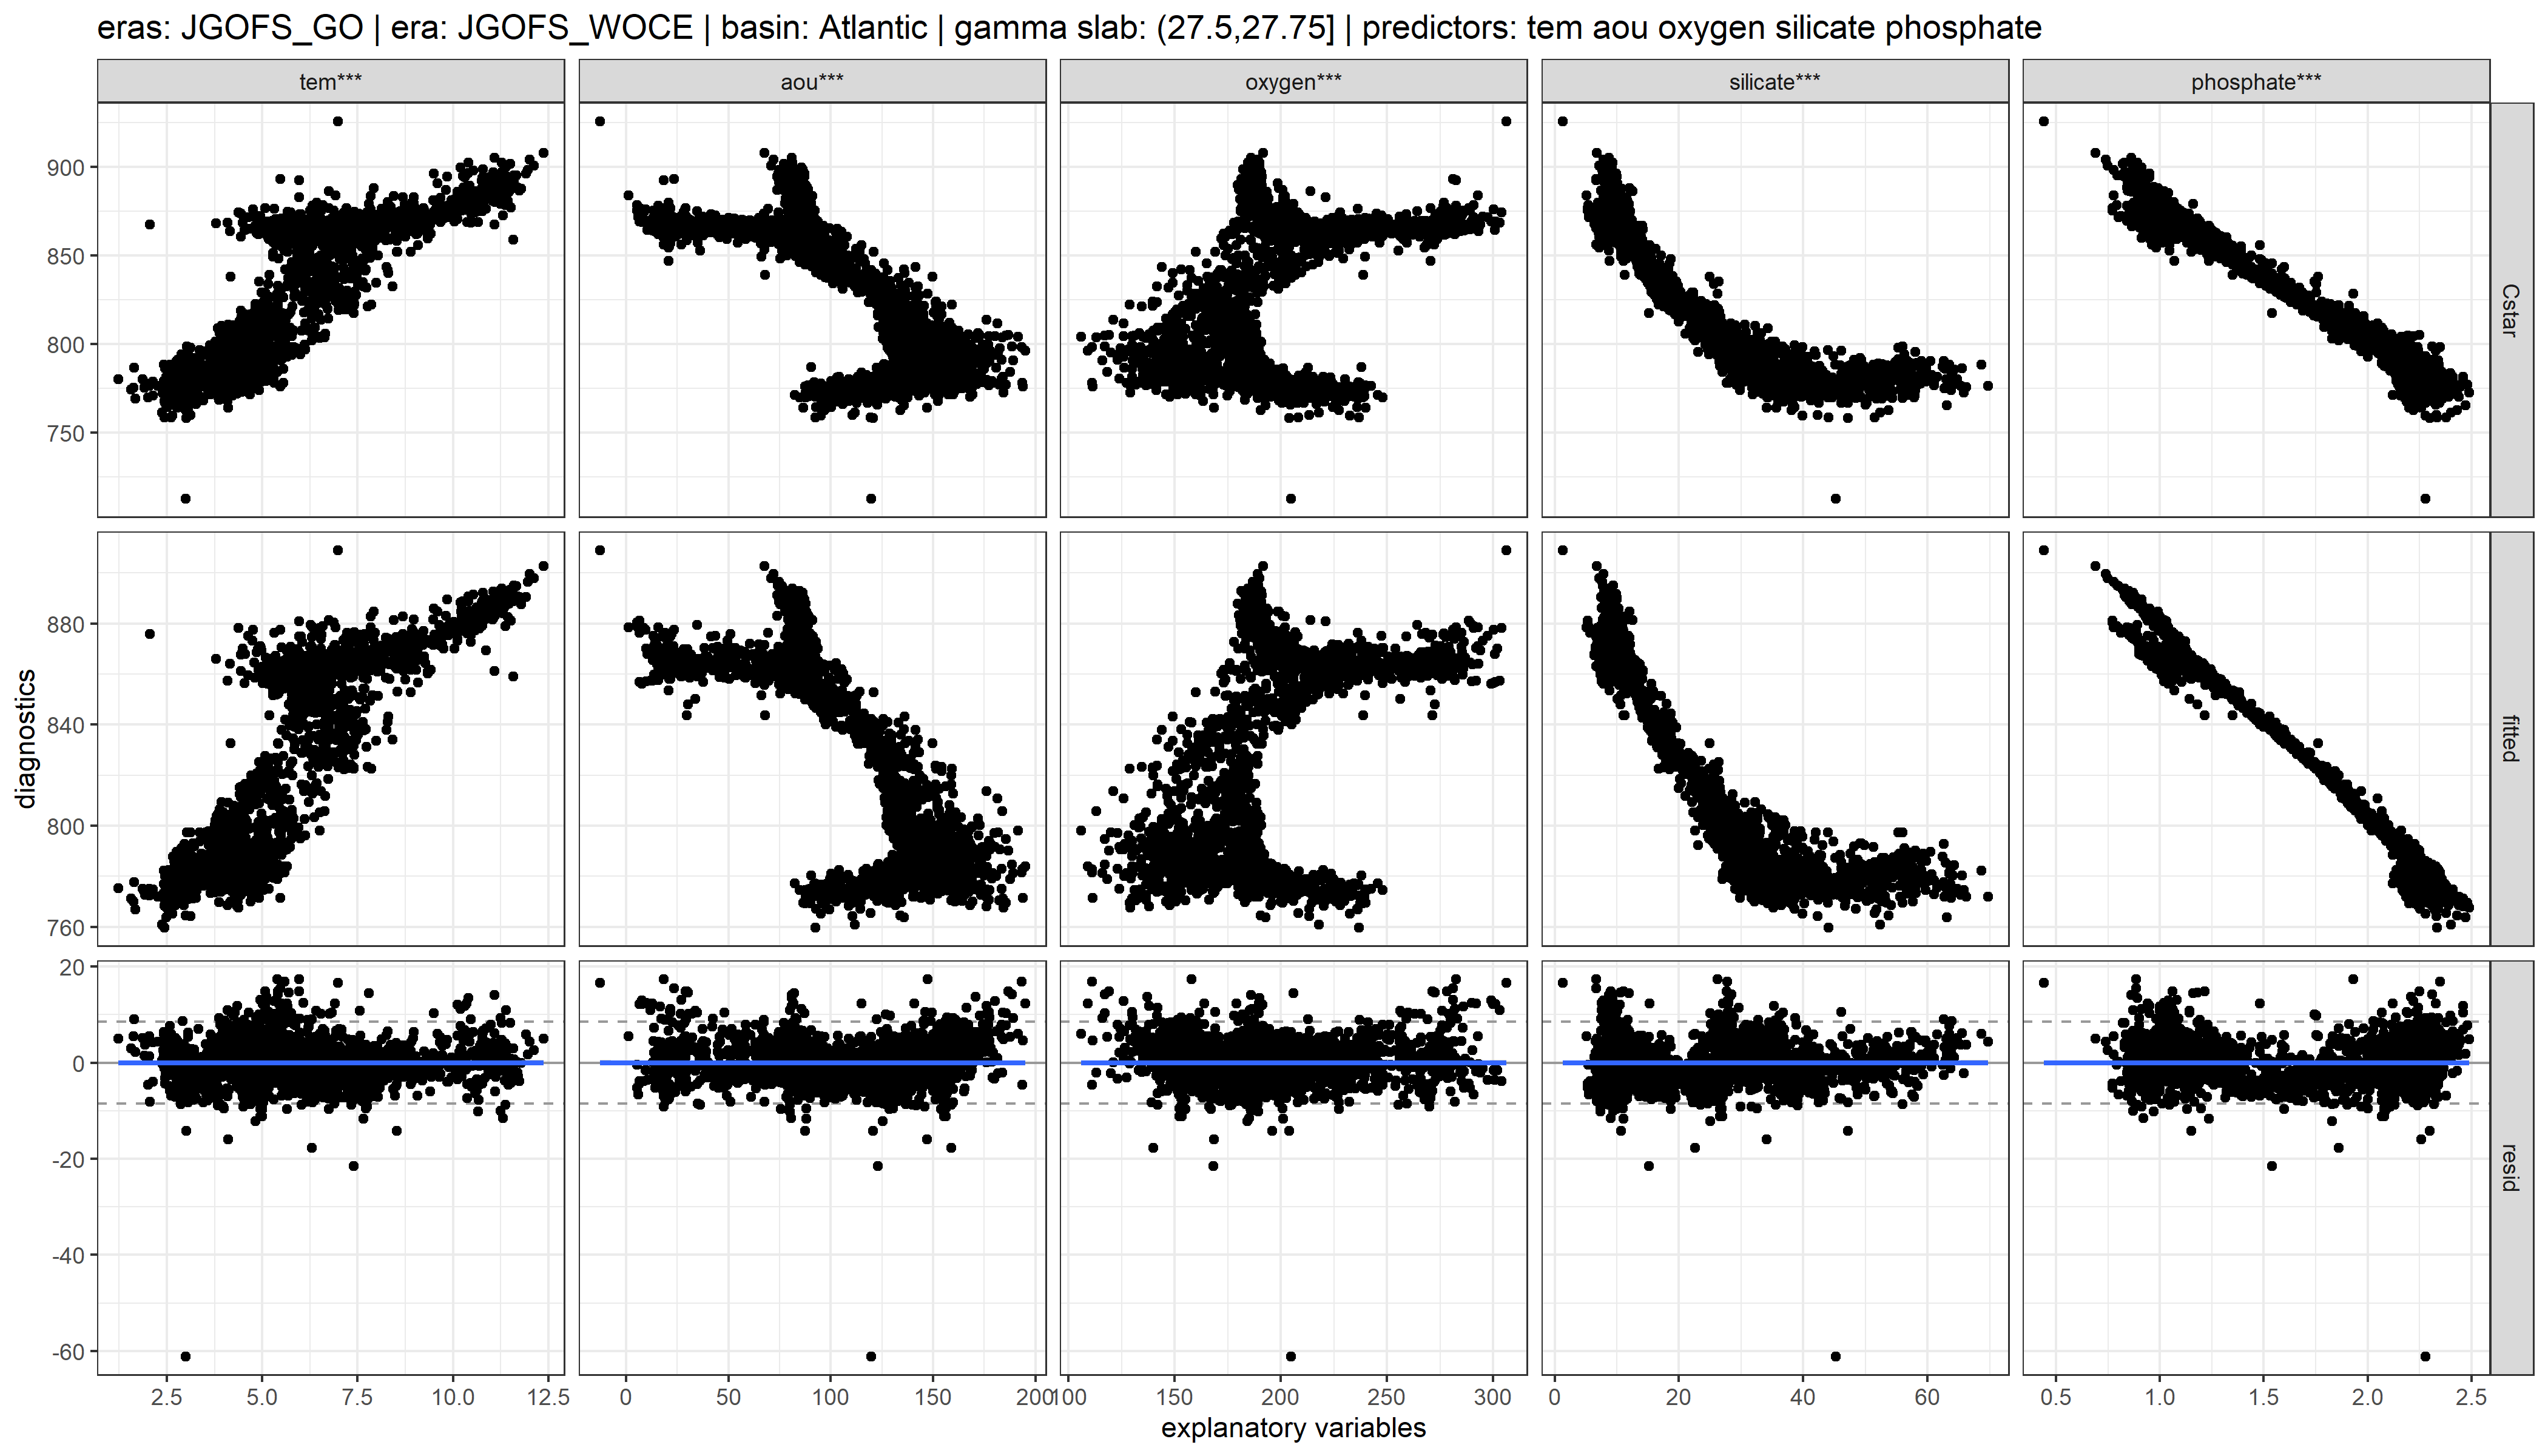 eras: JGOFS_GO | era: JGOFS_WOCE | basin: Atlantic | gamma slab: (27.5,27.75] | predictors: tem aou oxygen silicate phosphate
tem*** aou*** oxygen*** silicate*** phosphate***
900
850
800
750
Cstar
880
840
800
760
fitted
diagnostics
20
0
-20
-40
-60
resid
2.5 5.0 7.5 10.0 12.5 0 50 100 150 200 100 150 200 250 300 0 20 40 60 0.5 1.0 1.5 2.0 2.5
explanatory variables